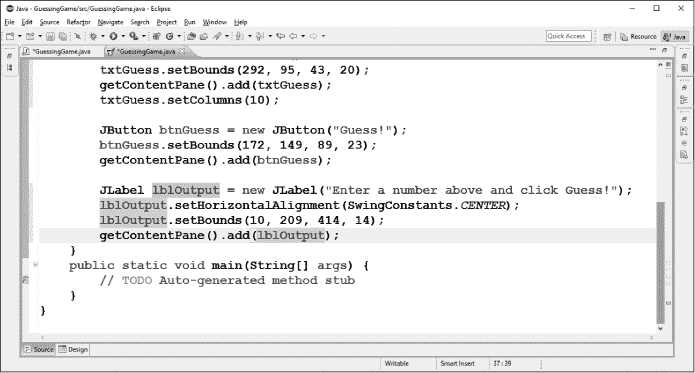 Java - GuessingGame/src/GuessingGame.java - Eclipse
File Edit Source Refactor Navigate Search Project Run Window Help
Quick Access Resource Java
*GuessingGame.java *GuessingGame.java
txtGuess.setBounds(292, 95, 43, 20);
getContentPane().add(txtGuess);
txtGuess.setColumns(10);
JButton btnGuess = new JButton("Guess!");
btnGuess.setBounds(172, 149, 89, 23);
getContentPane().add(btnGuess);
JLabel lblOutput = new JLabel("Enter a number above and click Guess!");
lblOutput.setHorizontalAlignment(SwingConstants.CENTER);
lblOutput.setBounds(10, 209, 414, 14);
getContentPane().add(lblOutput);
}
public static void main(String[] args) {
// TODO Auto-generated method stub
}
}
Source Design
Writable Smart Insert 37 : 39